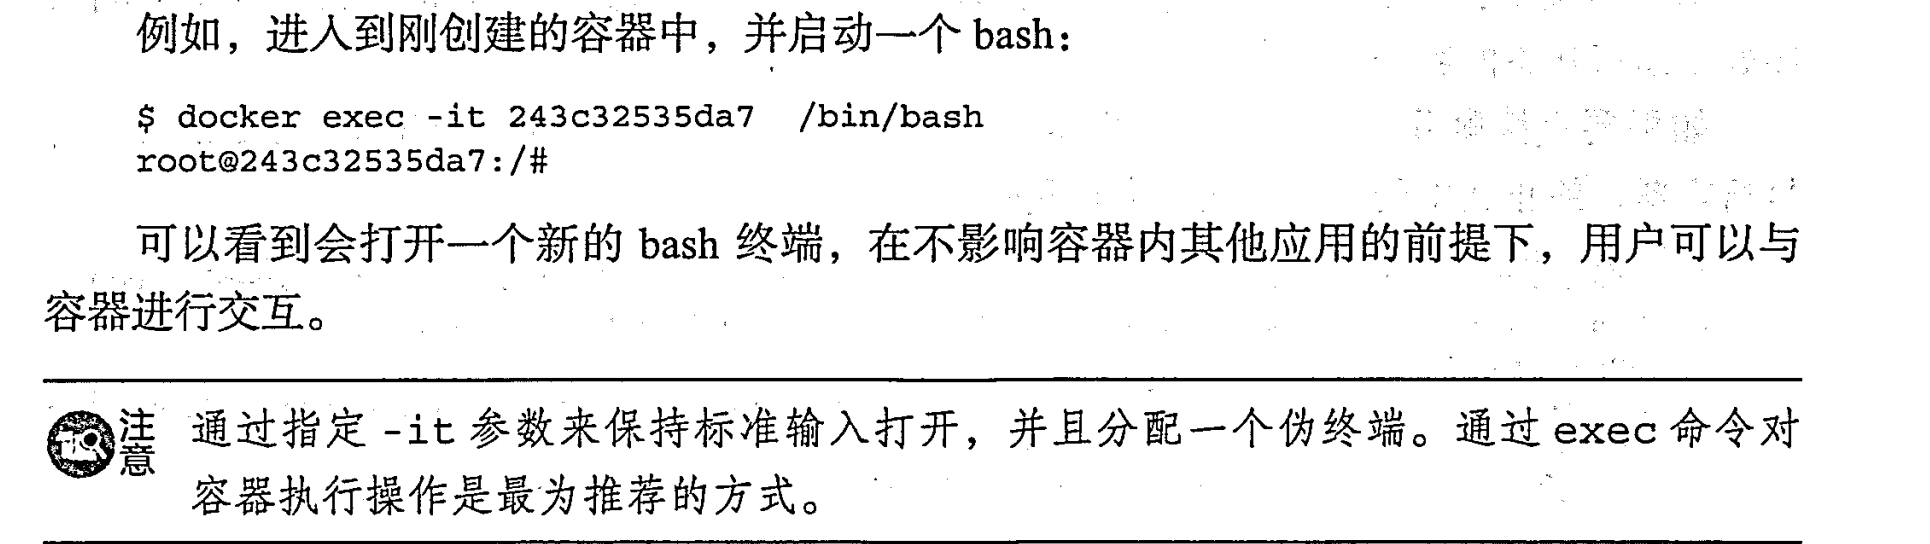 例如，进入到刚创建的容器中，并启动一个 bash：
$ docker exec -it 243c32535da7  /bin/bash
root@243c32535da7:/#
可以看到会打开一个新的 bash 终端，在不影响容器内其他应用的前提下，用户可以与
容器进行交互。
注意 通过指定 -it 参数来保持标准输入打开，并且分配一个伪终端。通过 exec 命令对
容器执行操作是最为推荐的方式。